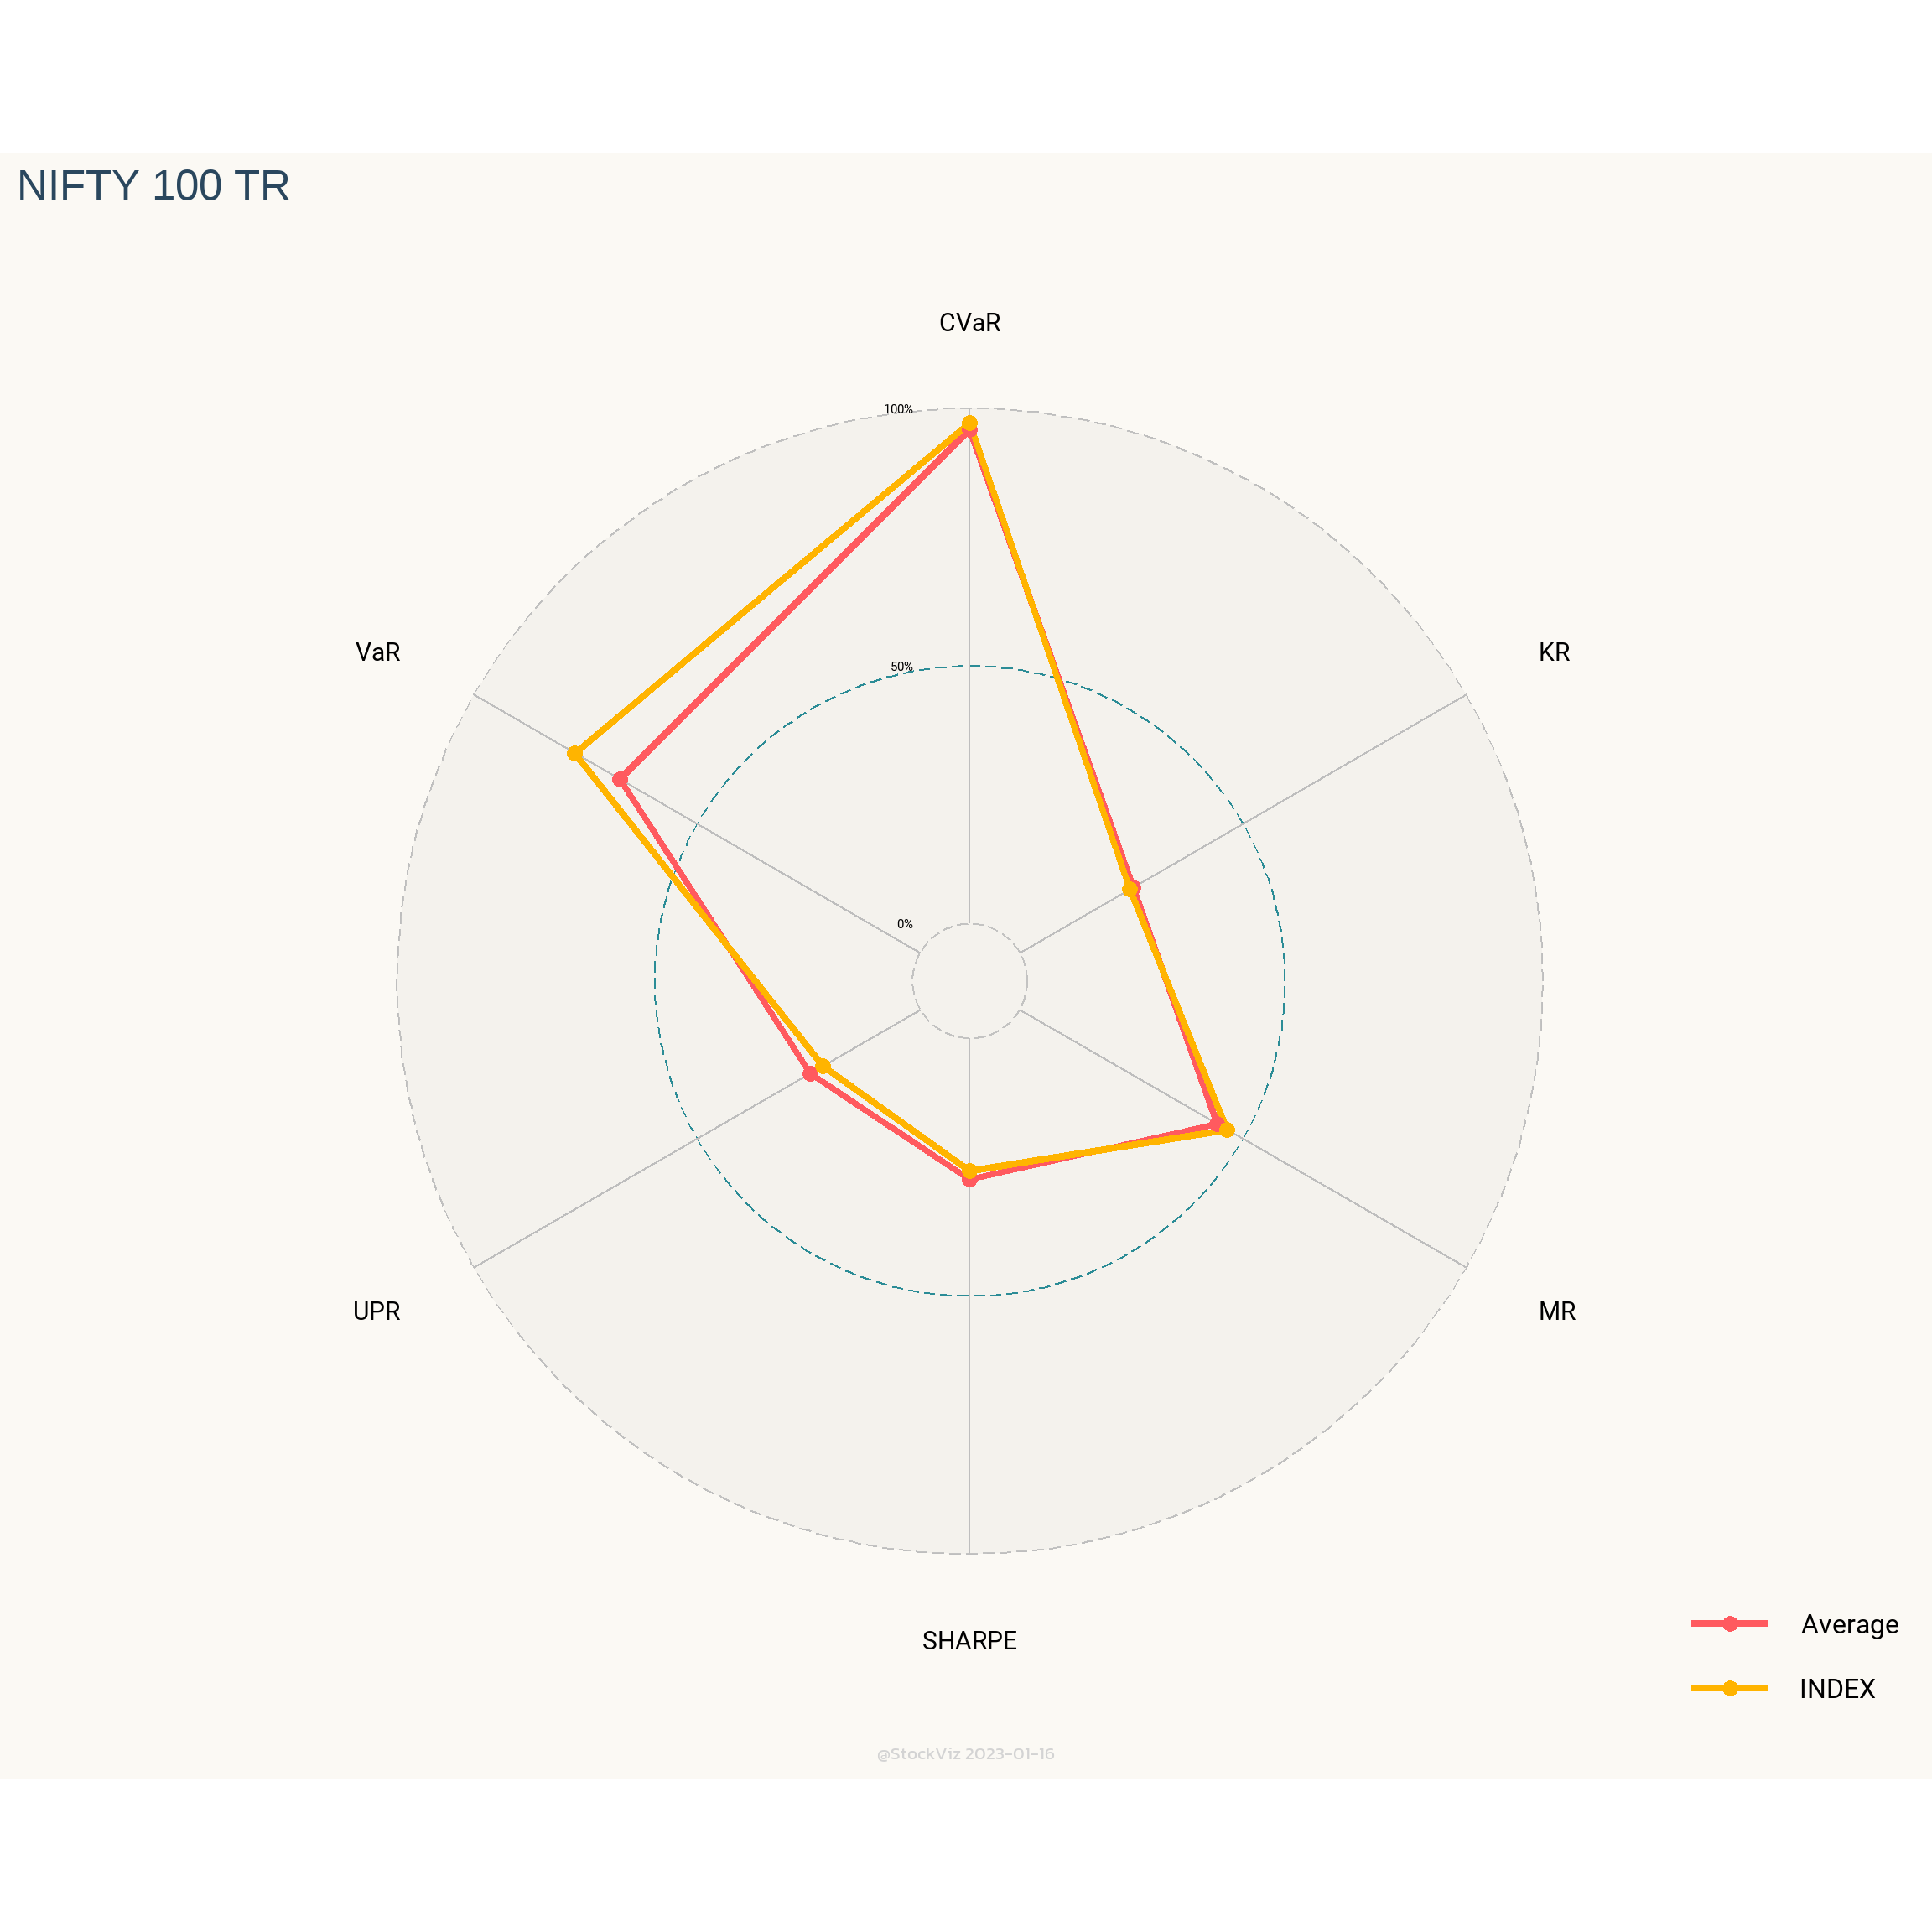 NIFTY 100 TR
CVaR
100%
VaR
KR
50%
0%
UPR
MR
SHARPE
Average
INDEX
@StockViz 2023-01-16